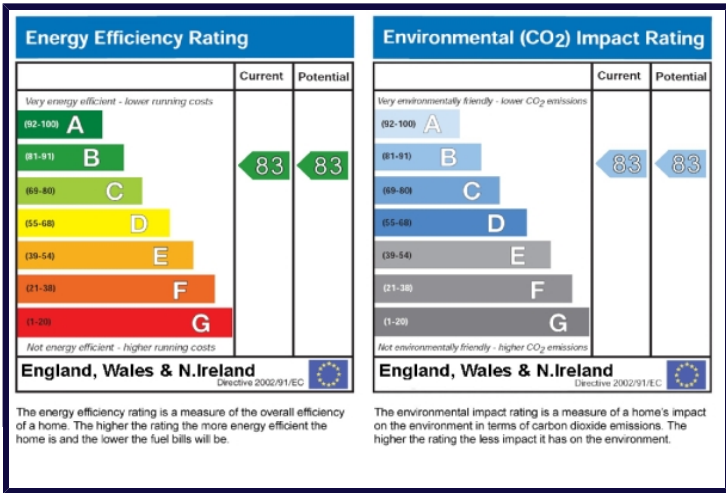 Energy Efficiency Rating
Current Potential
Very energy efficient - lower running costs
(92-100) A
(81-91) B
83 83
(69-80) C
(55-68) D
(39-54) E
(21-38) F
(1-20) G
Not energy efficient - higher running costs
England, Wales & N.Ireland
Directive 2002/91/EC
The energy efficiency rating is a measure of the overall efficiency
of a home. The higher the rating the more energy efficient the
home is and the lower the fuel bills will be.
Environmental (CO2) Impact Rating
Current Potential
Very environmentally friendly - lower CO2 emissions
(92-100) A
(81-91) B
83 83
(69-80) C
(55-68) D
(39-54) E
(21-38) F
(1-20) G
Not environmentally friendly - higher CO2 emissions
England, Wales & N.Ireland
Directive 2002/91/EC
The environmental impact rating is a measure of a home's impact
on the environment in terms of carbon dioxide emissions. The
higher the rating the less impact it has on the environment.